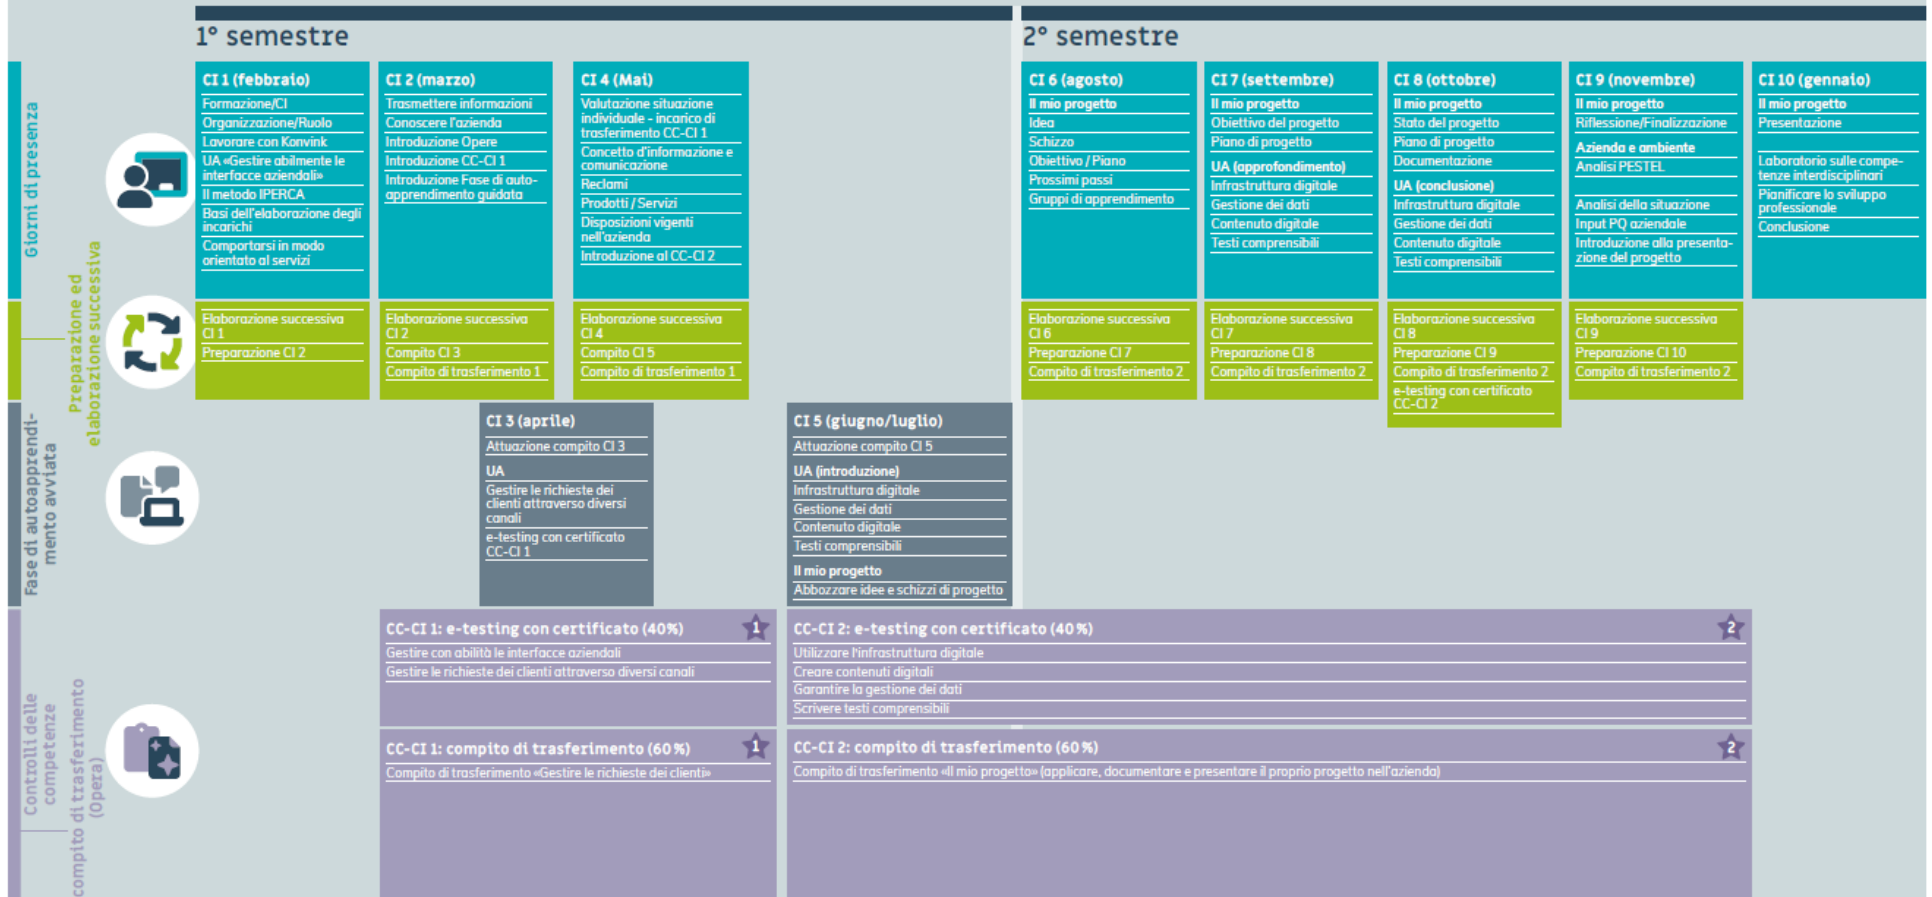 1° semestre
2° semestre
Giorni di presenza
CI 1 (febbraio)
Formazione/CI
Organizzazione/Ruolo
Lavorare con Konvink
UA «Gestire abilmente le
interfacce aziendali»
Il metodo IPERCA
Basi dell'elaborazione degli
incarichi
Comportarsi in modo
orientato al servizi
CI 2 (marzo)
Trasmettere informazioni
Conoscere l'azienda
Introduzione Opere
Introduzione CC-CI 1
Introduzione Fase di auto-
apprendimento guidata
CI 4 (Mai)
Valutazione situazione
individuale - incarico di
trasferimento CC-CI 1
Concetto d'informazione e
comunicazione
Reclami
Prodotti / Servizi
Disposizioni vigenti
nell'azienda
Introduzione al CC-CI 2
CI 6 (agosto)
Il mio progetto
Idea
Schizzo
Obiettivo / Piano
Prossimi passi
Gruppi di apprendimento
CI 7 (settembre)
Il mio progetto
Obiettivo del progetto
Piano di progetto
UA (approfondimento)
Infrastruttura digitale
Gestione dei dati
Contenuto digitale
Testi comprensibili
CI 8 (ottobre)
Il mio progetto
Stato del progetto
Piano di progetto
Documentazione
UA (conclusione)
Infrastruttura digitale
Gestione dei dati
Contenuto digitale
Testi comprensibili
CI 9 (novembre)
Il mio progetto
Riflessione/Finalizzazione
Azienda e ambiente
Analisi PESTEL
Analisi della situazione
Input PQ aziendale
Introduzione alla presenta-
zione del progetto
CI 10 (gennaio)
Il mio progetto
Presentazione
Laboratorio sulle compe-
tenze interdisciplinari
Pianificare lo sviluppo
professionale
Conclusione
Preparazione ed
elaborazione successiva
Elaborazione successiva
CI 1
Preparazione CI 2
Elaborazione successiva
CI 2
Compito CI 3
Compito di trasferimento 1
Elaborazione successiva
CI 4
Compito CI 5
Compito di trasferimento 1
Elaborazione successiva
CI 6
Preparazione CI 7
Compito di trasferimento 2
Elaborazione successiva
CI 7
Preparazione CI 8
Compito di trasferimento 2
Elaborazione successiva
CI 8
Preparazione CI 9
Compito di trasferimento 2
e-testing con certificato
CC-CI 2
Elaborazione successiva
CI 9
Preparazione CI 10
Compito di trasferimento 2
Fase di autoapprendi-
mento avviata
CI 3 (aprile)
Attuazione compito CI 3
UA
Gestire le richieste dei
clienti attraverso diversi
canali
e-testing con certificato
CC-CI 1
CI 5 (giugno/luglio)
Attuazione compito CI 5
UA (introduzione)
Infrastruttura digitale
Gestione dei dati
Contenuto digitale
Testi comprensibili
Il mio progetto
Abbozzare idee e schizzi di progetto
Controlli delle
competenze
compito di trasferimento
(Opera)
CC-CI 1: e-testing con certificato (40%)
1
Gestire con abilità le interfacce aziendali
Gestire le richieste dei clienti attraverso diversi canali
CC-CI 2: e-testing con certificato (40%)
2
Utilizzare l'infrastruttura digitale
Creare contenuti digitali
Garantire la gestione dei dati
Scrivere testi comprensibili
CC-CI 1: compito di trasferimento (60%)
1
Compito di trasferimento «Gestire le richieste dei clienti»
CC-CI 2: compito di trasferimento (60%)
2
Compito di trasferimento «Il mio progetto» (applicare, documentare e presentare il proprio progetto nell'azienda)